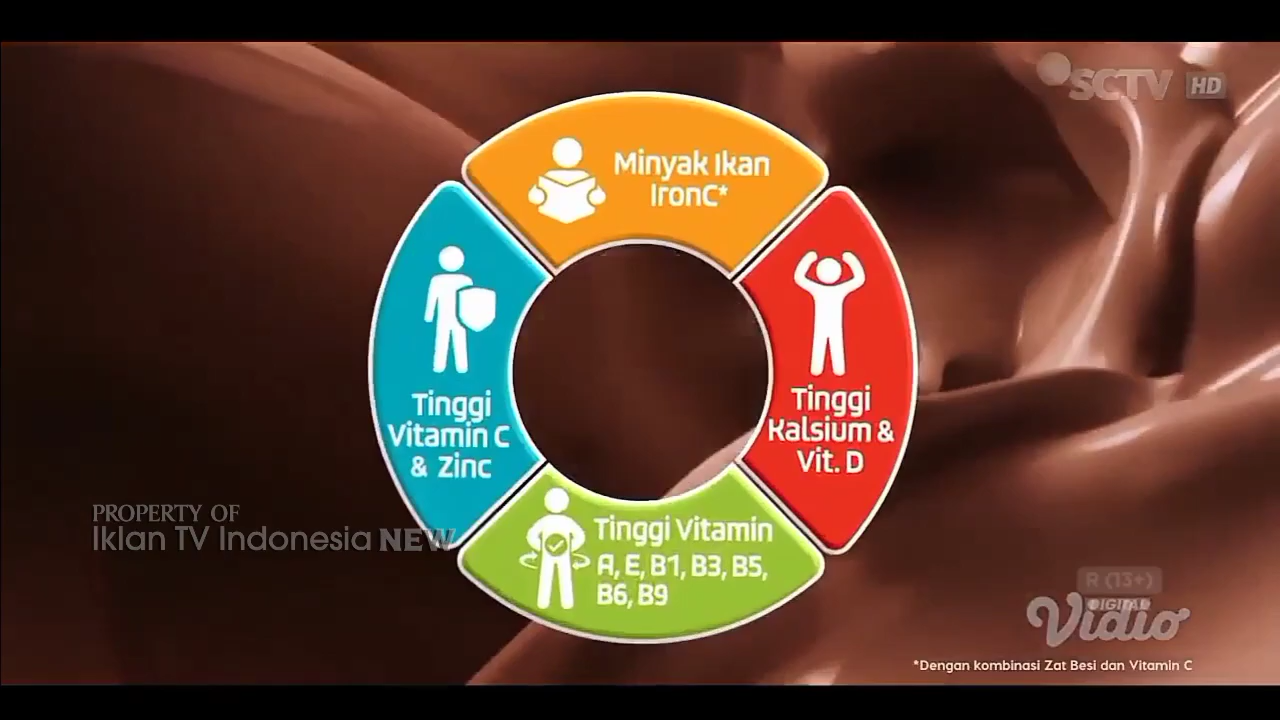 SCTV HD
Minyak Ikan
IronC*
Tinggi
Vitamin C
& Zinc
Tinggi
Kalsium &
Vit. D
Tinggi Vitamin
A, E, B1, B3, B5,
B6, B9
PROPERTY OF
Iklan TV Indonesia NEW
R (13+)
DIGITAL
Vidio
*Dengan kombinasi Zat Besi dan Vitamin C